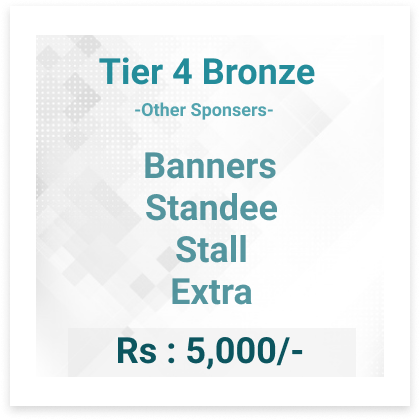 Tier 4 Bronze
-Other Sponsers-
Banners
Standee
Stall
Extra
Rs : 5,000/-